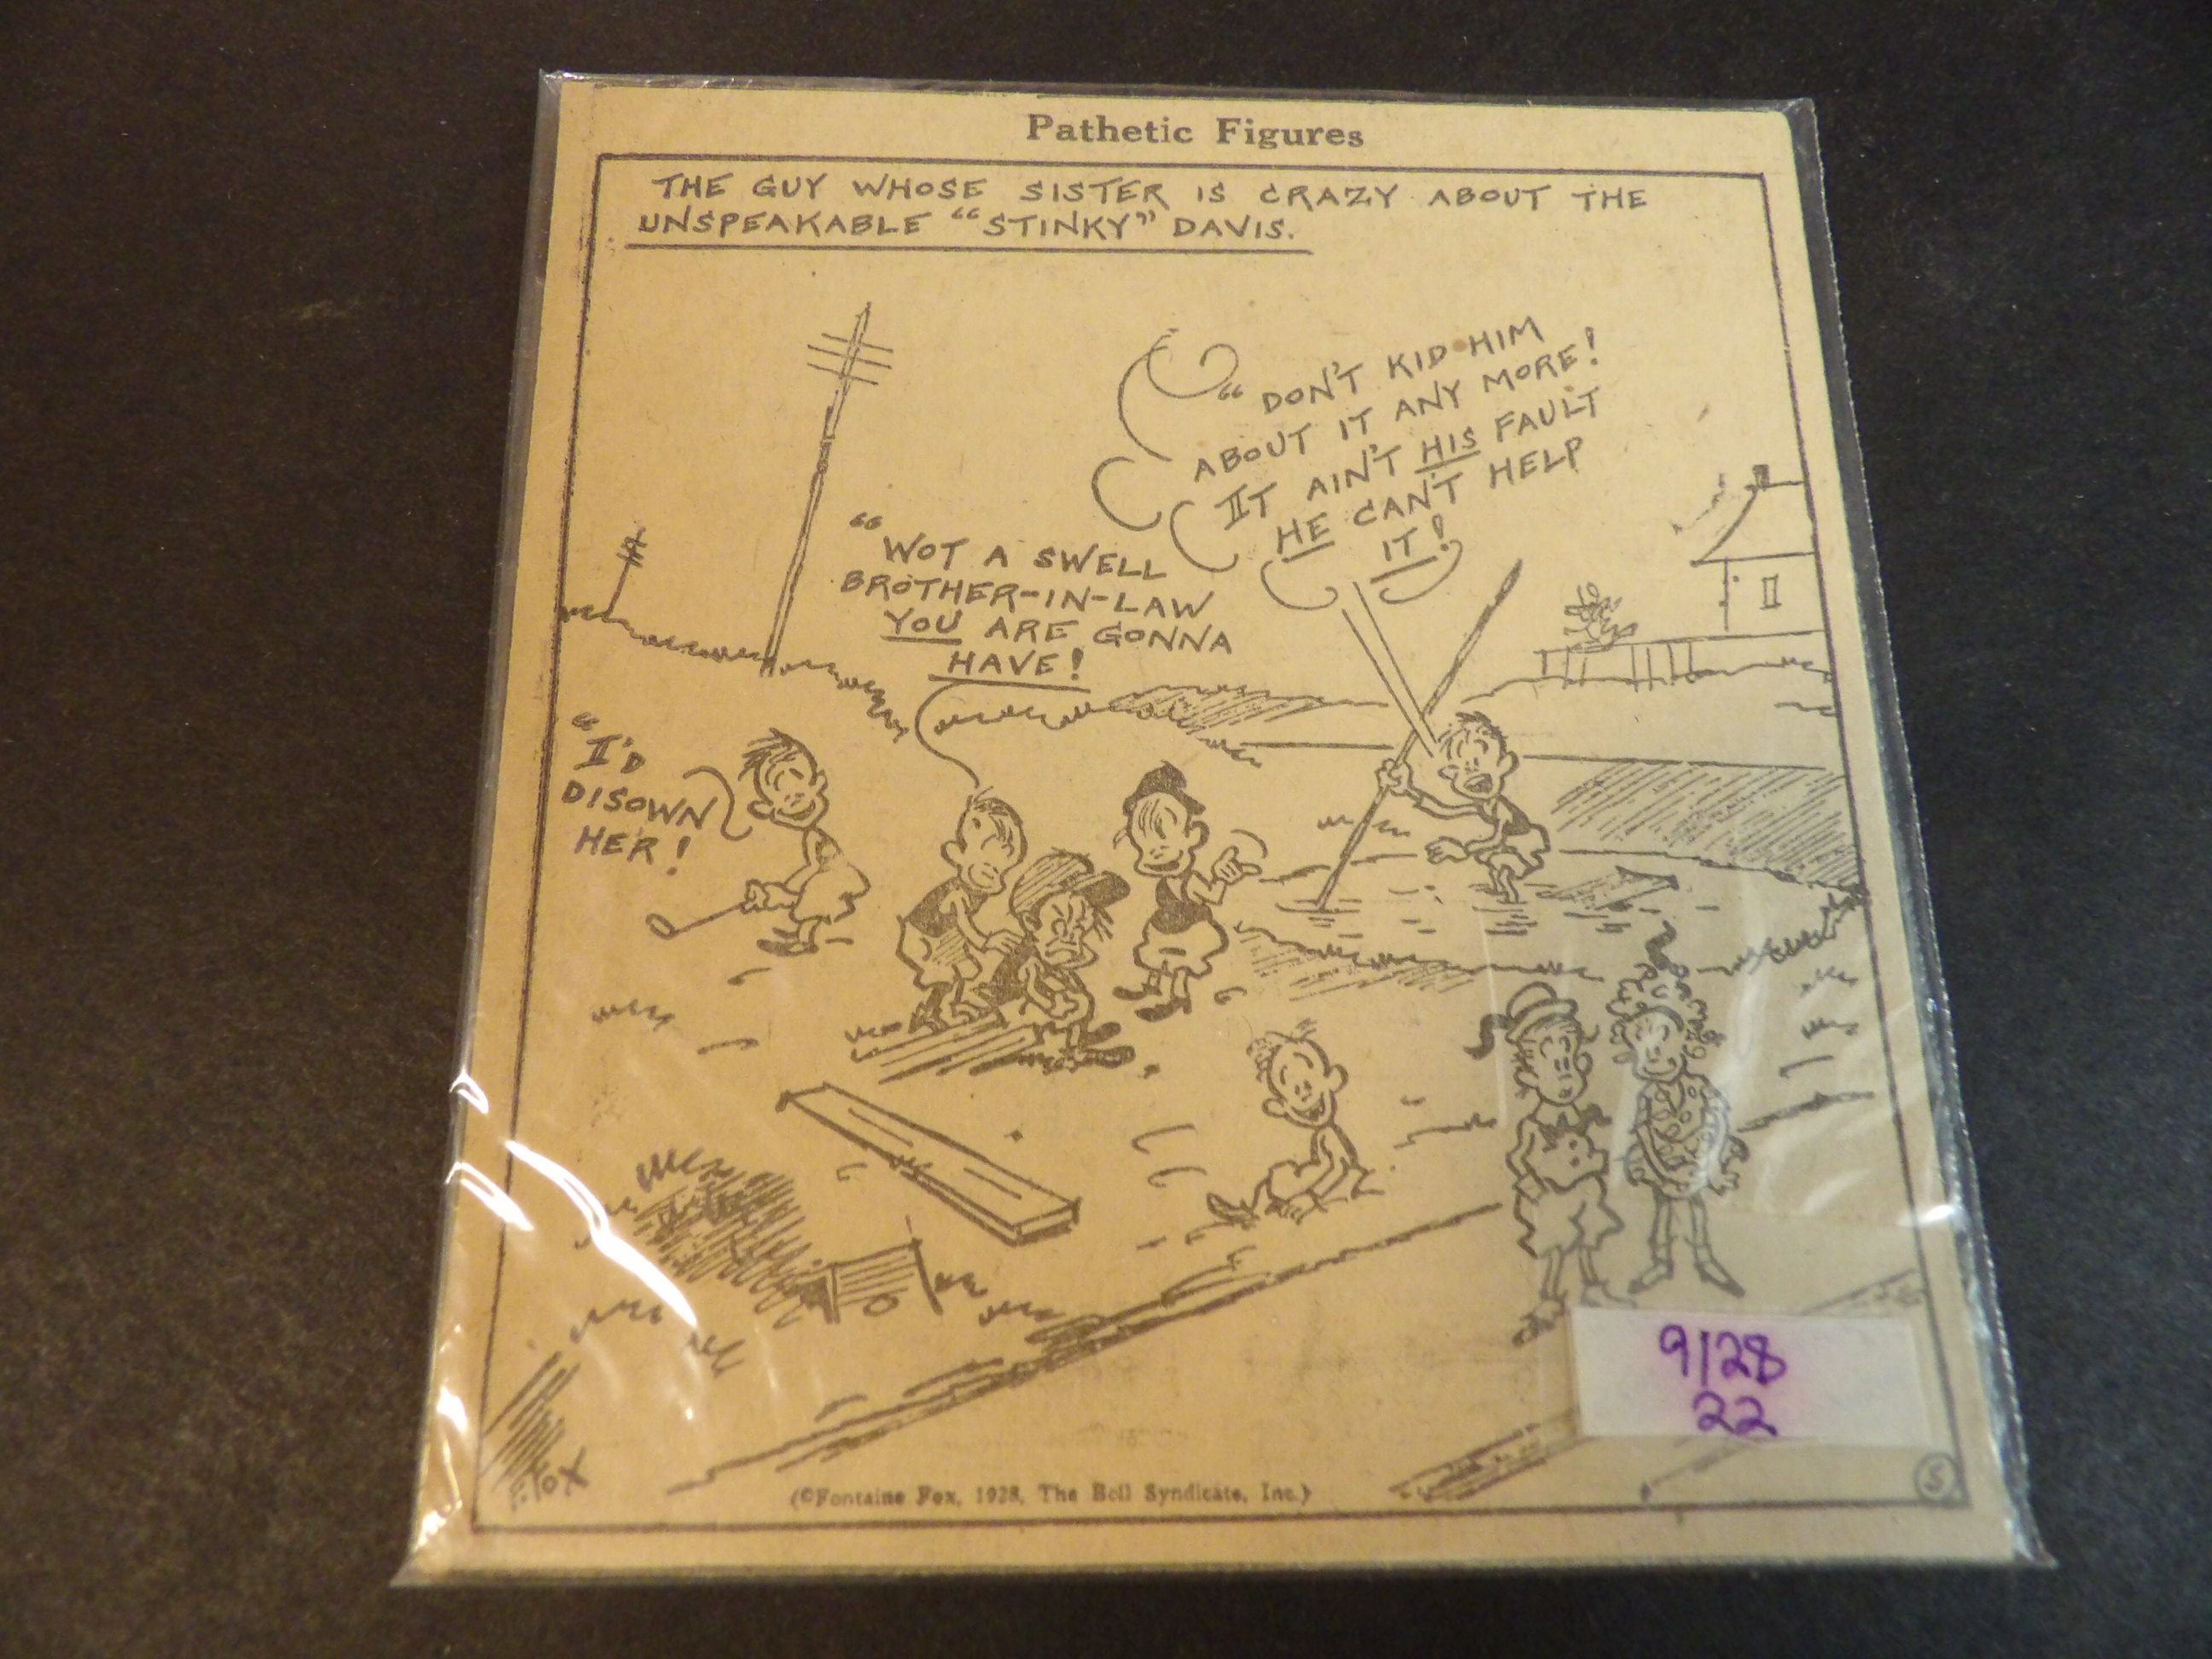 Pathetic Figures
THE GUY WHOSE SISTER IS CRAZY ABOUT THE
UNSPEAKABLE "STINKY" DAVIS.
"DON'T KID HIM
ABOUT IT ANY MORE!
IT AIN'T HIS FAULT
HE CAN'T HELP
IT!
"WOT A SWELL
BROTHER-IN-LAW
YOU ARE GONNA
HAVE!
"I'D
DISOWN
HER!
9/28
22
F. FOX
(©Fontaine Fox, 1928, The Bell Syndicate, Inc.)
5